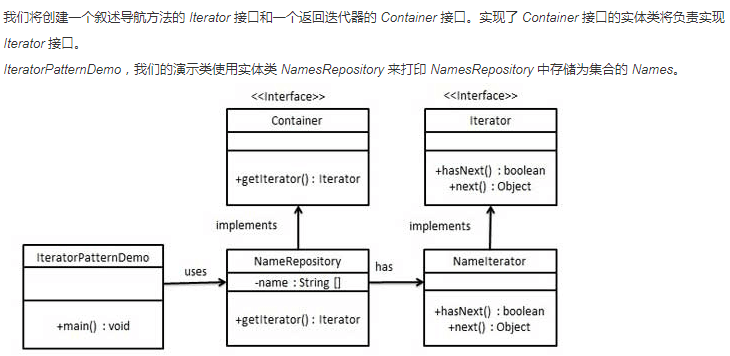 我们将创建一个叙述导航方法的 Iterator 接口和一个返回迭代器的 Container 接口。实现了 Container 接口的实体类将负责实现
Iterator 接口。
IteratorPatternDemo，我们的演示类使用实体类 NamesRepository 来打印 NamesRepository 中存储为集合的 Names。
<<Interface>>
Container
+getIterator() : Iterator
<<Interface>>
Iterator
+hasNext() : boolean
+next() : Object
implements
implements
IteratorPatternDemo
+main() : void
uses
NameRepository
-name : String []
+getIterator() : Iterator
has
NameIterator
+hasNext() : boolean
+next() : Object